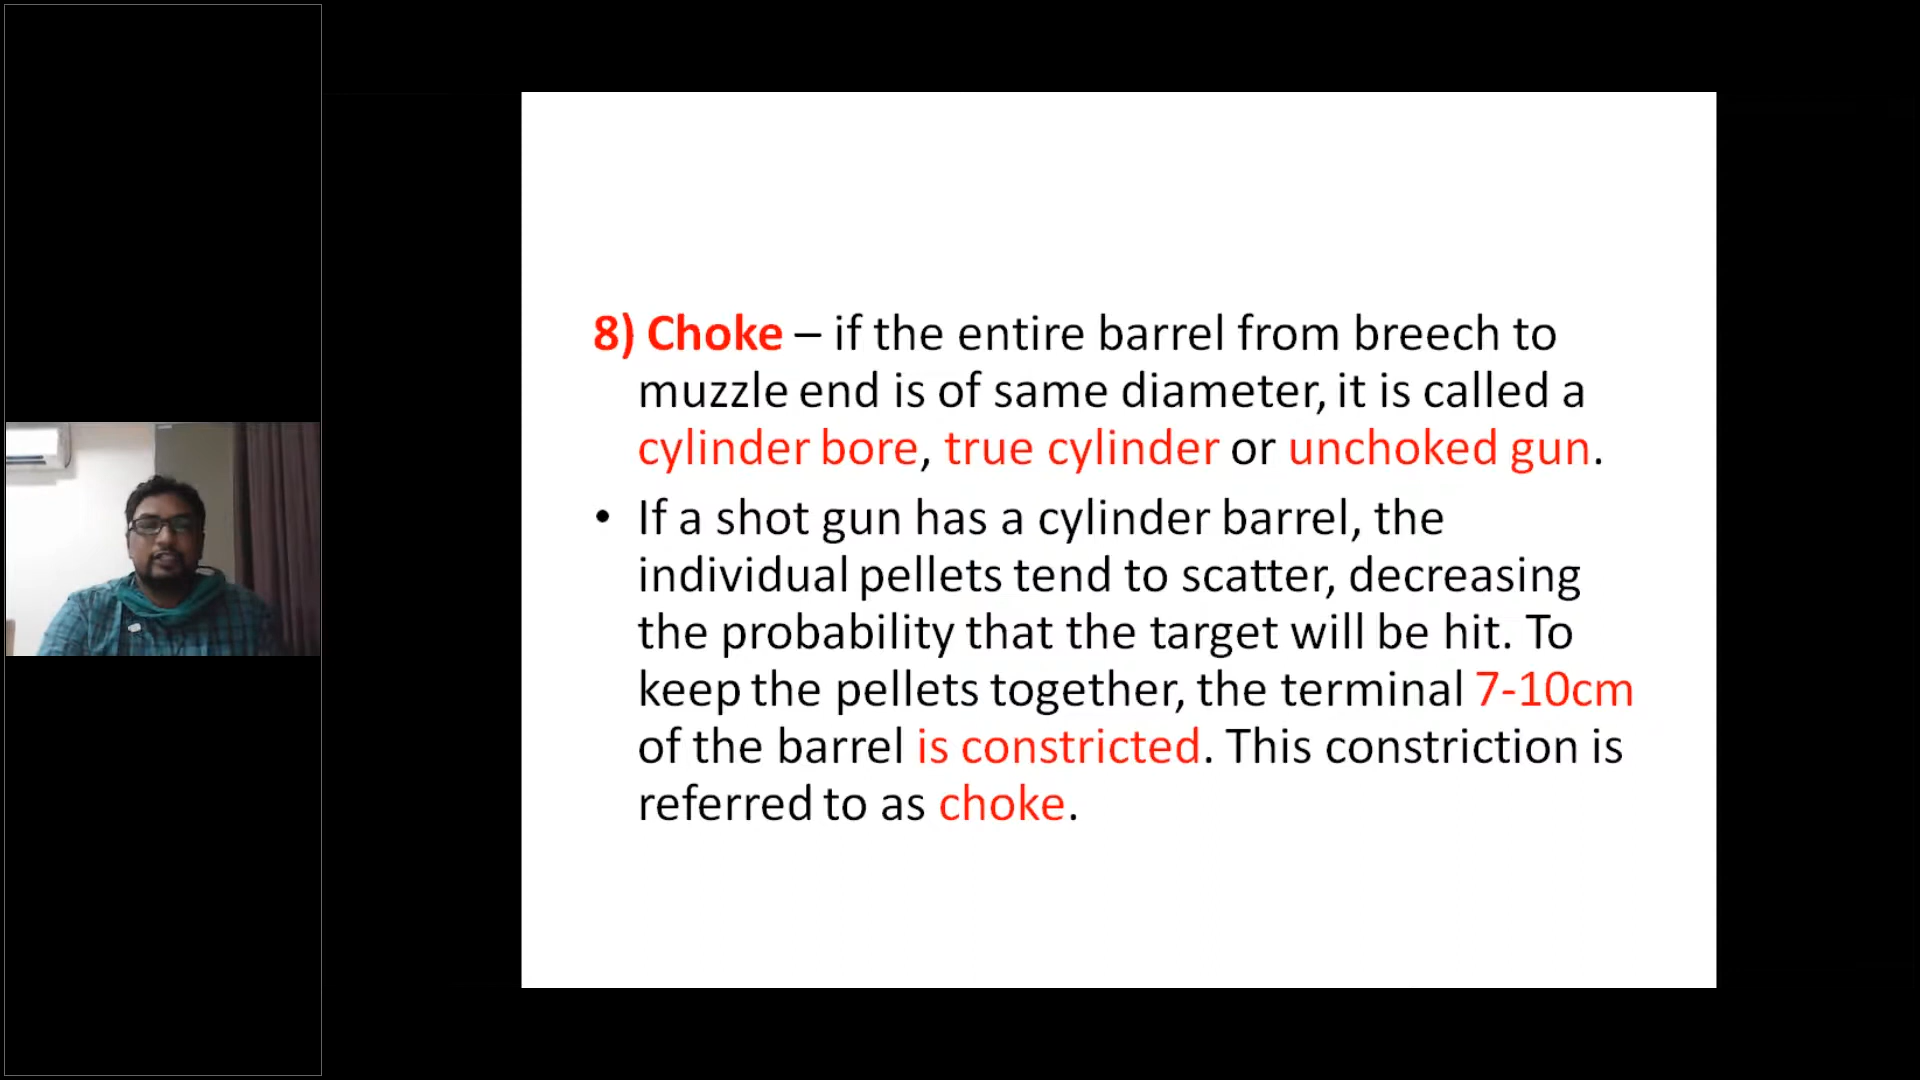 8) Choke – if the entire barrel from breech to
muzzle end is of same diameter, it is called a
cylinder bore, true cylinder or unchoked gun.
• If a shot gun has a cylinder barrel, the
individual pellets tend to scatter, decreasing
the probability that the target will be hit. To
keep the pellets together, the terminal 7-10cm
of the barrel is constricted. This constriction is
referred to as choke.